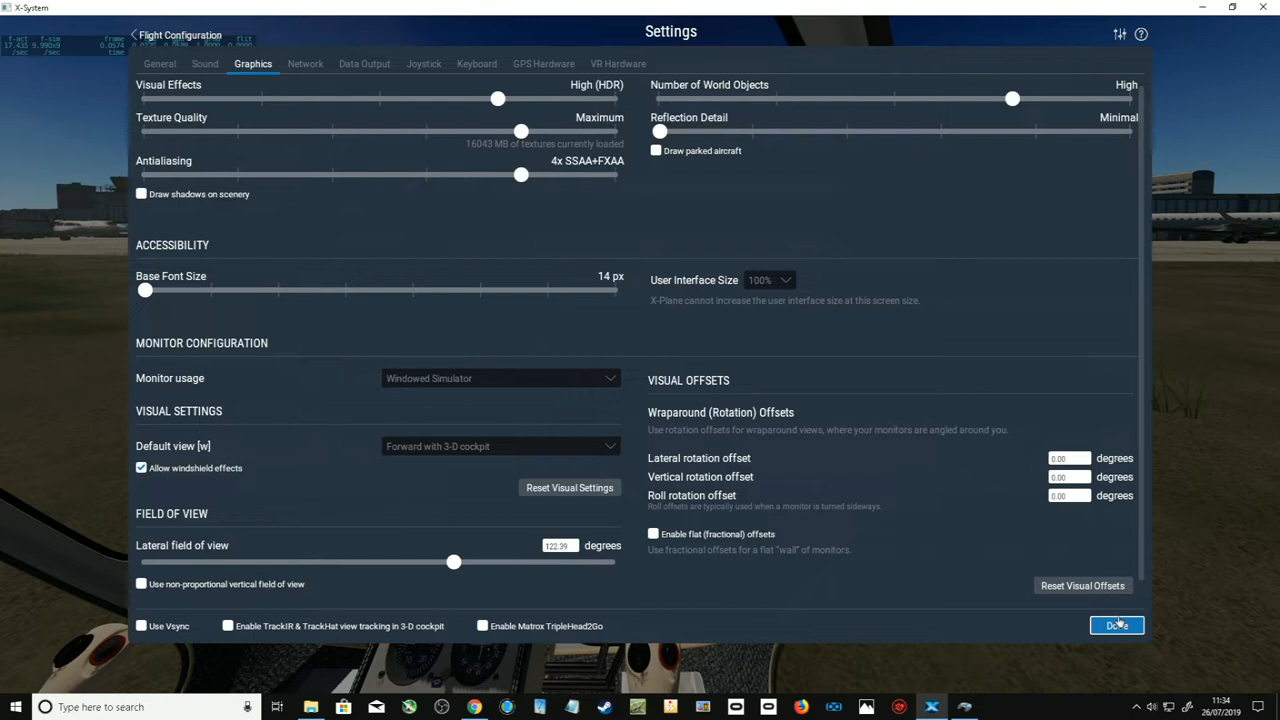 X-System
Flight Configuration
Settings
f-act f-sim frame flit
/sec /sec time
General Sound Graphics Network Data Output Joystick Keyboard GPS Hardware VR Hardware
Visual Effects High (HDR)
Number of World Objects High
Texture Quality Maximum
Reflection Detail Minimal
16043 MB of textures currently loaded
Draw parked aircraft
Antialiasing 4x SSAA+FXAA
Draw shadows on scenery
ACCESSIBILITY
Base Font Size 14 px
User Interface Size 100%
X-Plane cannot increase the user interface size at this screen size.
MONITOR CONFIGURATION
Monitor usage Windowed Simulator
VISUAL OFFSETS
VISUAL SETTINGS
Wraparound (Rotation) Offsets
Use rotation offsets for wraparound views, where your monitors are angled around you.
Default view [w] Forward with 3-D cockpit
Lateral rotation offset 0.00 degrees
Allow windshield effects
Vertical rotation offset 0.00 degrees
Reset Visual Settings
Roll rotation offset 0.00 degrees
Roll offsets are typically used when a monitor is turned sideways.
FIELD OF VIEW
Enable flat (fractional) offsets
Lateral field of view 122.39 degrees
Use fractional offsets for a flat "wall" of monitors.
Use non-proportional vertical field of view
Reset Visual Offsets
Use Vsync Enable TrackIR & TrackHat view tracking in 3-D cockpit Enable Matrox TripleHead2Go
Done
Type here to search
11:34
26/07/2019